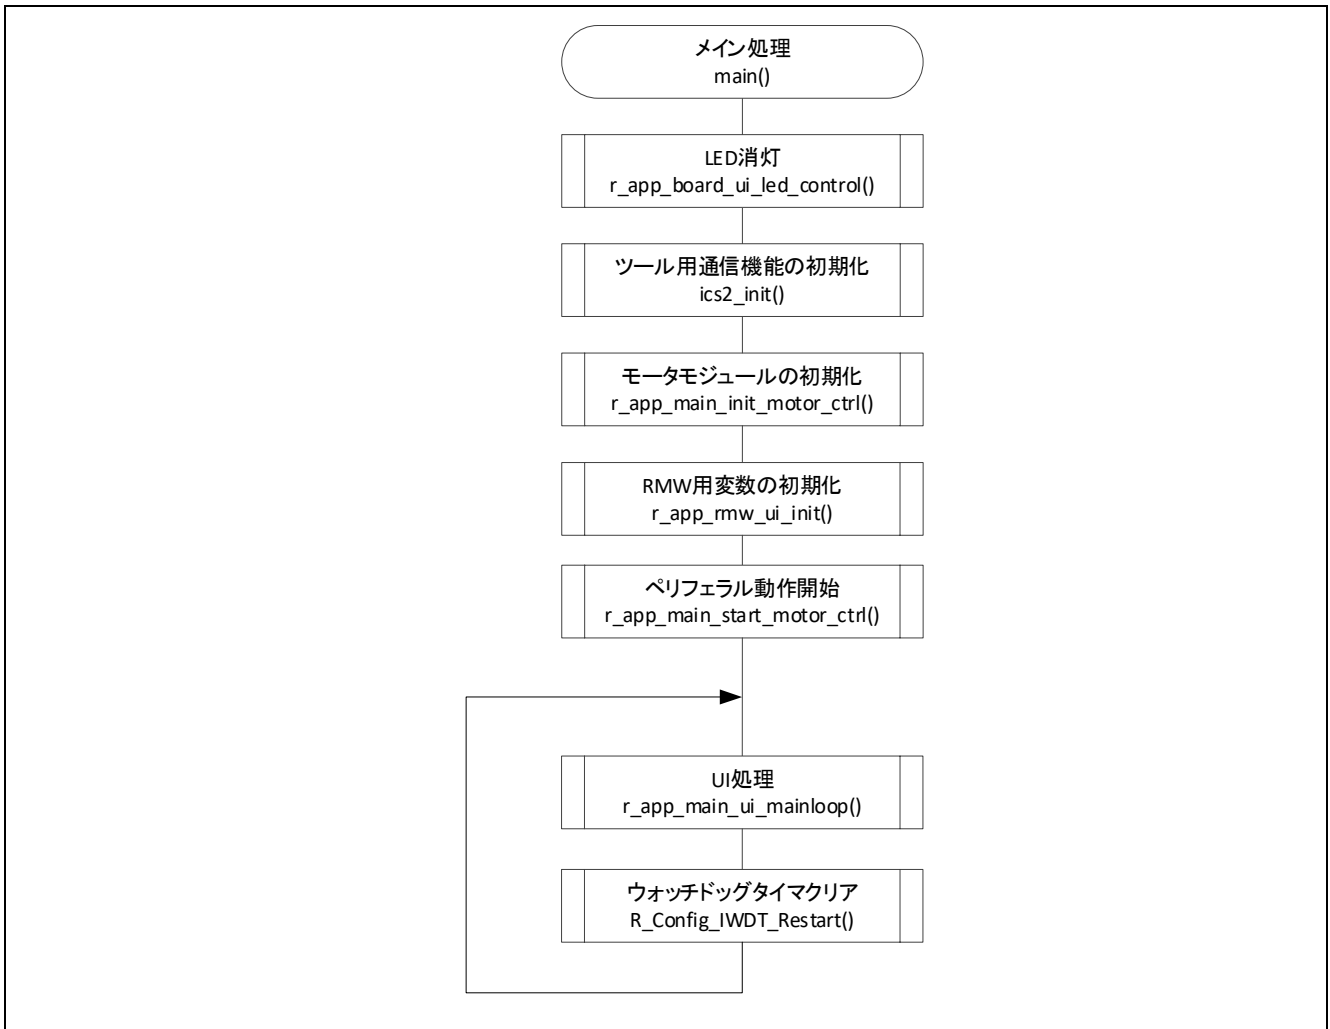 メイン処理
main()
LED消灯
r_app_board_ui_led_control()
ツール用通信機能の初期化
ics2_init()
モータモジュールの初期化
r_app_main_init_motor_ctrl()
RMW用変数の初期化
r_app_rmw_ui_init()
ペリフェラル動作開始
r_app_main_start_motor_ctrl()
UI処理
r_app_main_ui_mainloop()
ウォッチドッグタイマクリア
R_Config_IWDT_Restart()